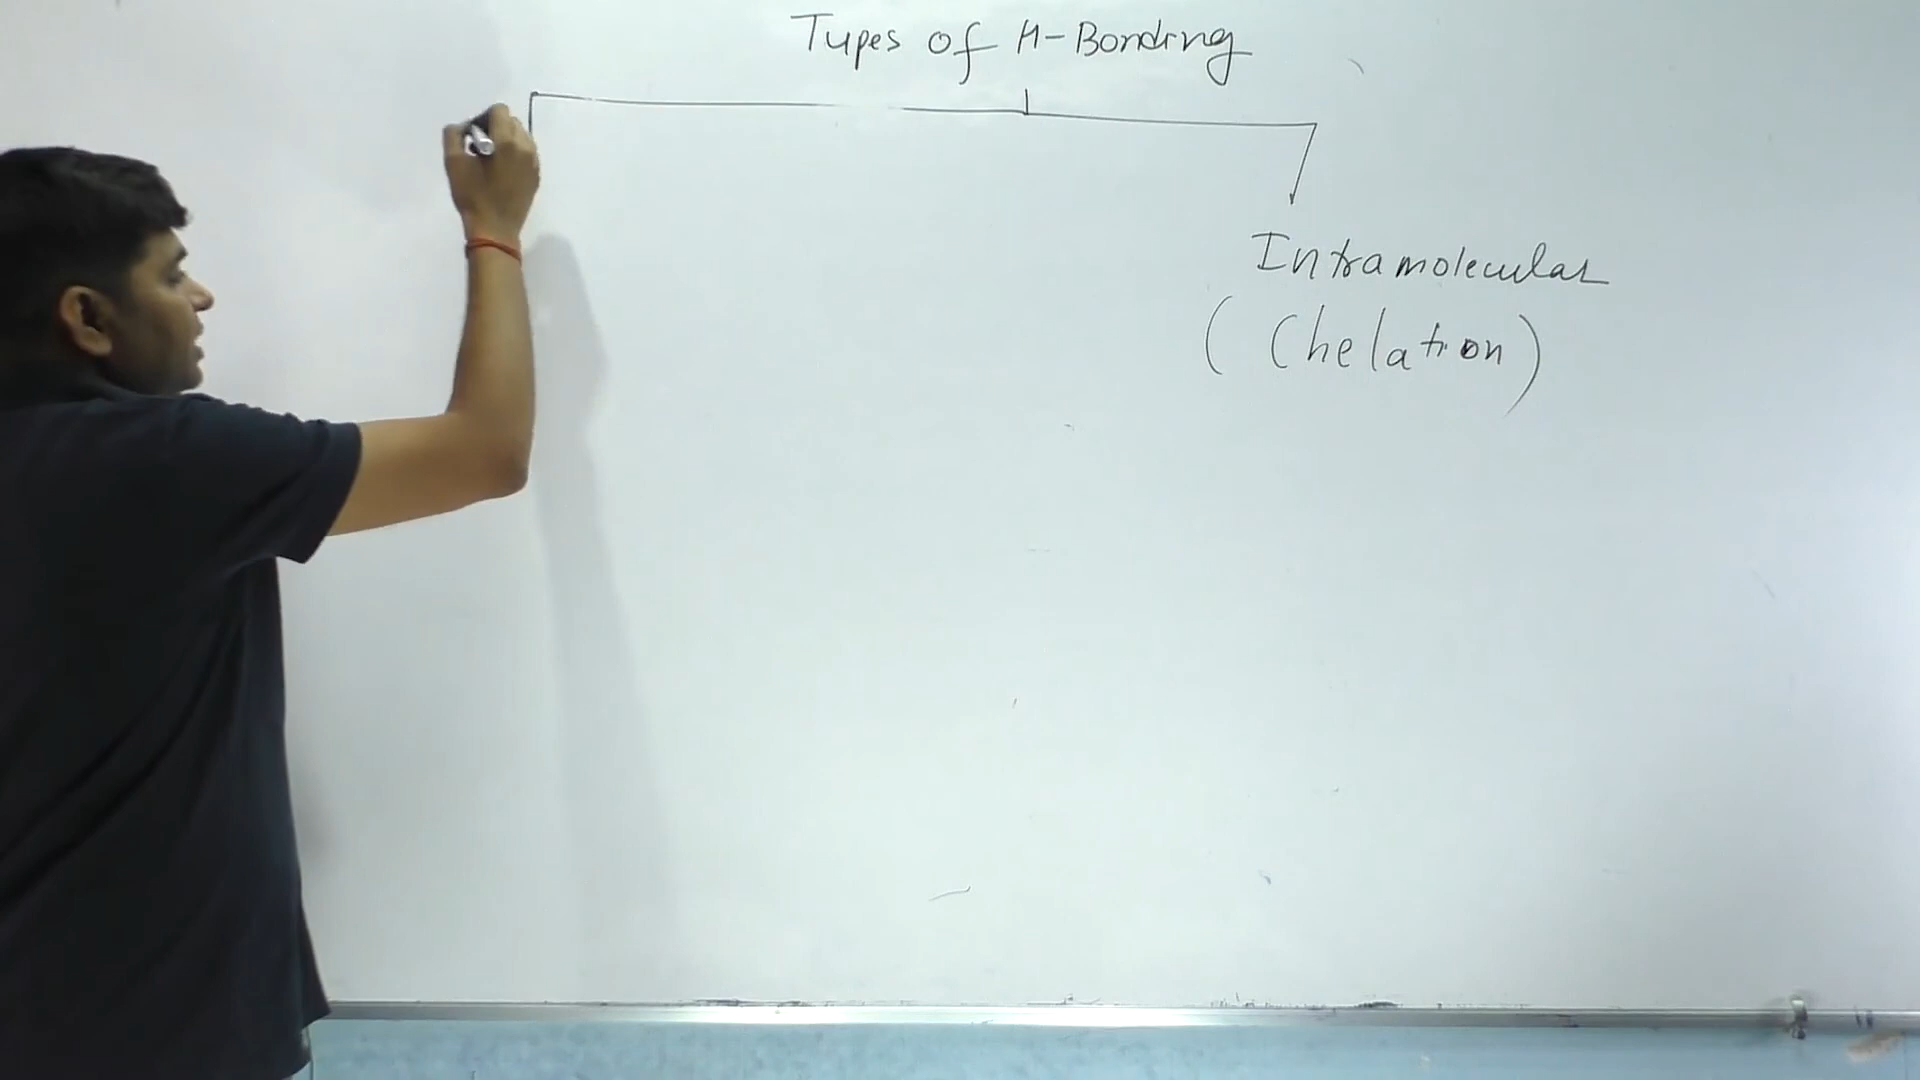 Types of H-Bonding
Intramolecular
(Chelation)